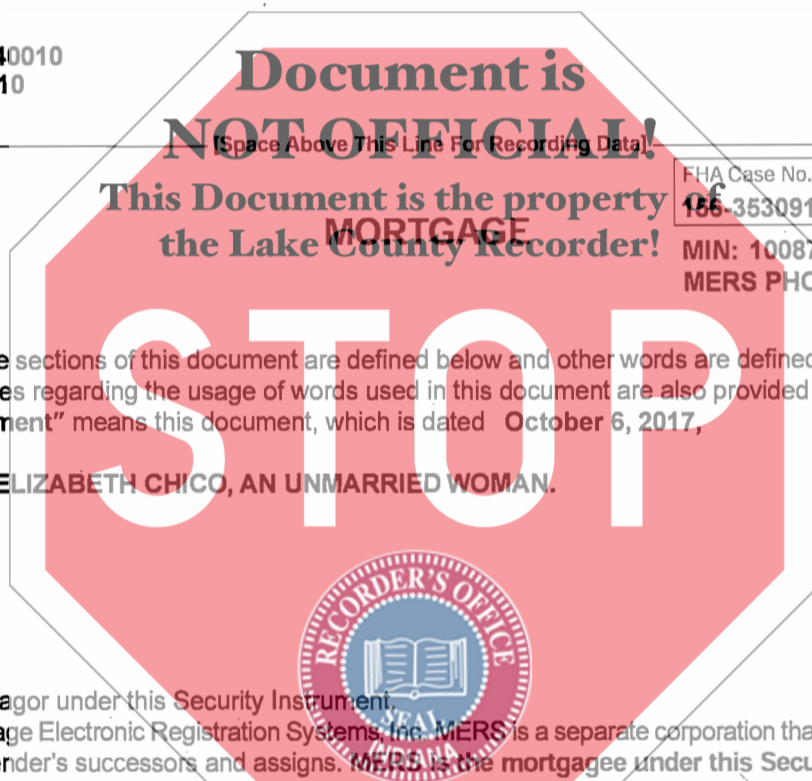 40010
10
Document is
NOT OFFICIAL!
[Space Above This Line For Recording Data]
FHA Case No.
This Document is the property of
156-353091
MORTGAGE
the Lake County Recorder!
MIN: 10087
MERS PHO
STOP
e sections of this document are defined below and other words are defined
es regarding the usage of words used in this document are also provided
ment" means this document, which is dated October 6, 2017,
ELIZABETH CHICO, AN UNMARRIED WOMAN.
RECORDER'S OFFICE
agor under this Security Instrument.
SEAL
age Electronic Registration Systems, Inc. MERS is a separate corporation tha
INDIANA
nder's successors and assigns. MERS is the mortgagee under this Secu